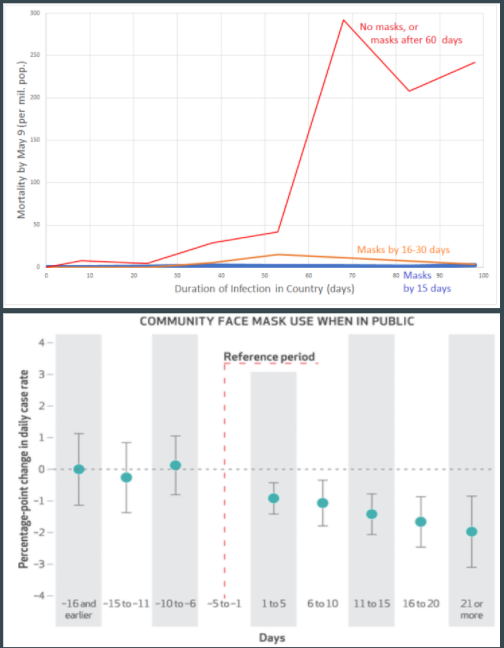 300
No masks, or
masks after 60 days
250
200
150
100
50
0
Mortality by May 9 (per mil. pop.)
Masks by 16-30 days
Masks
by 15 days
0 10 20 30 40 50 60 70 80 90 100
Duration of Infection in Country (days)
COMMUNITY FACE MASK USE WHEN IN PUBLIC
Reference period
Percentage-point change in daily case rate
4
3
2
1
0
−1
−2
−3
−4
−16 and earlier
−15 to −11
−10 to −6
−5 to −1
1 to 5
6 to 10
11 to 15
16 to 20
21 or more
Days